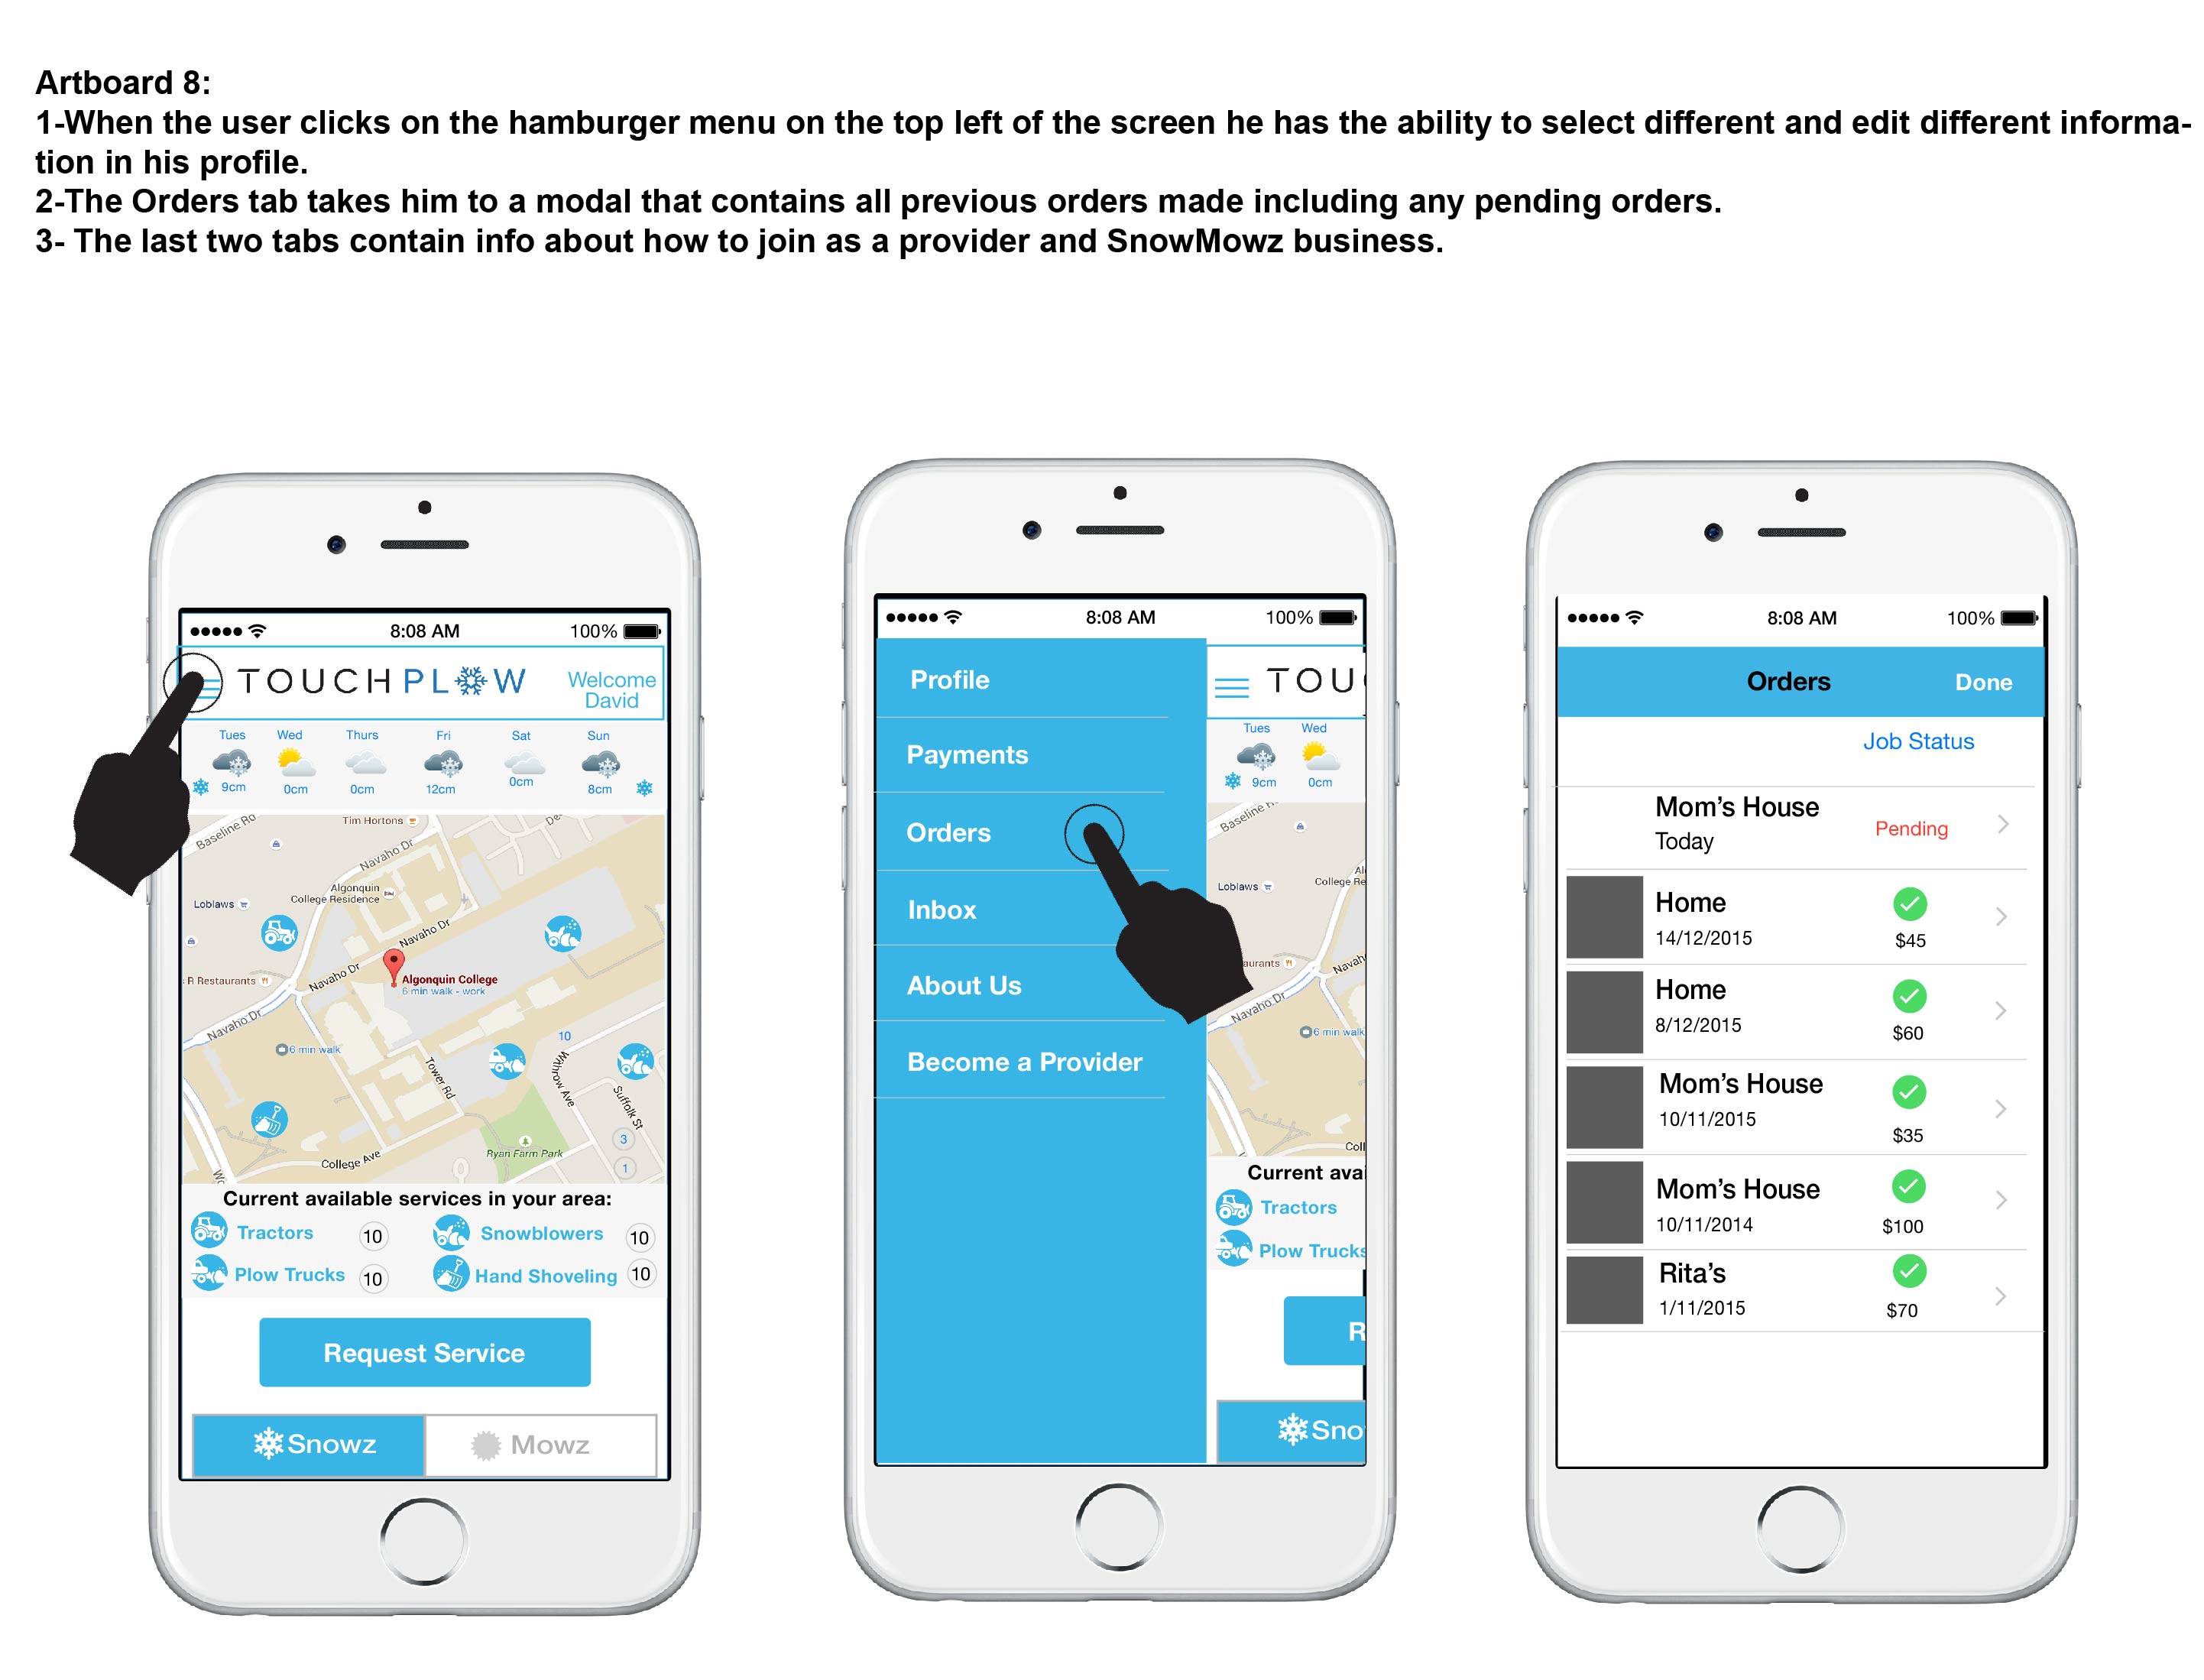 Artboard 8:
1-When the user clicks on the hamburger menu on the top left of the screen he has the ability to select different and edit different informa-
tion in his profile.
2-The Orders tab takes him to a modal that contains all previous orders made including any pending orders.
3- The last two tabs contain info about how to join as a provider and SnowMowz business.
8:08 AM 100%
TOUCHPLOW
Welcome
David
Tues Wed Thurs Fri Sat Sun
9cm 0cm 0cm 12cm 0cm 8cm
Baseline Rd
Tim Hortons
De
Navaho Dr
Algonquin
College Residence
Loblaws
Navaho Dr
R Restaurants
Navaho Dr
Algonquin College
6 min walk - work
Navaho Dr
6 min walk
10
Tower Rd
Withrow Ave
Suffolk St
3
College Ave
Ryan Farm Park
1
Wo
Current available services in your area:
Tractors 10 Snowblowers 10
Plow Trucks 10 Hand Shoveling 10
Request Service
Snowz Mowz
8:08 AM 100%
Profile
Payments
Orders
Inbox
About Us
Become a Provider
TOUC
Tues Wed
9cm 0cm
Baseline R
Al
Loblaws College Re
aurants
Navah
Navaho Dr
6 min walk
Coll
Current avai
Tractors
Plow Trucks
R
Sno
8:08 AM 100%
Orders Done
Job Status
Mom's House
Today
Pending
Home
14/12/2015
$45
Home
8/12/2015
$60
Mom's House
10/11/2015
$35
Mom's House
10/11/2014
$100
Rita's
1/11/2015
$70